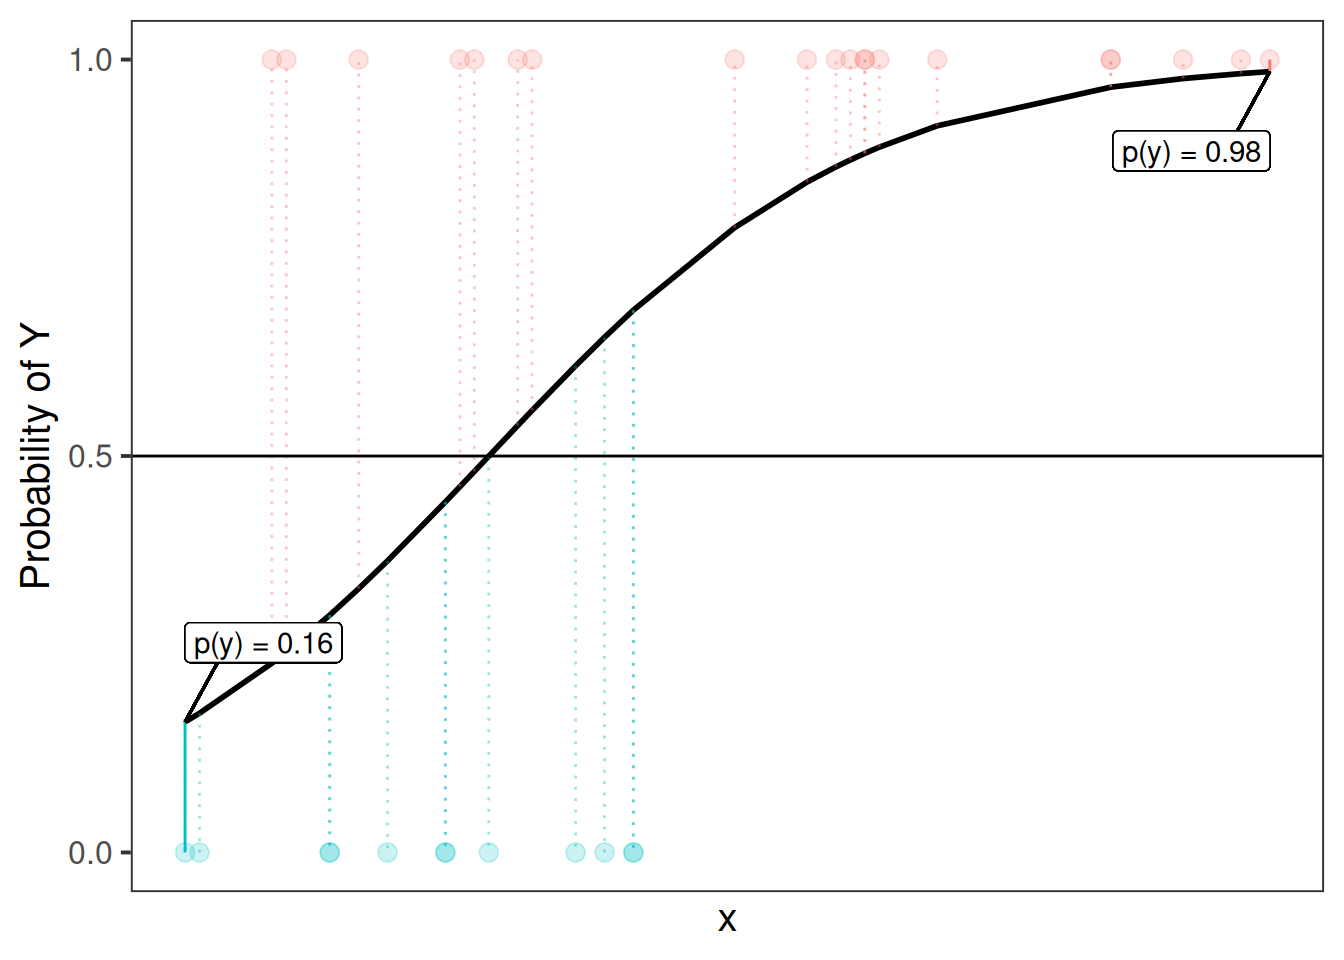 1.0
p(y) = 0.98
Probability of Y
0.5
p(y) = 0.16
0.0
x